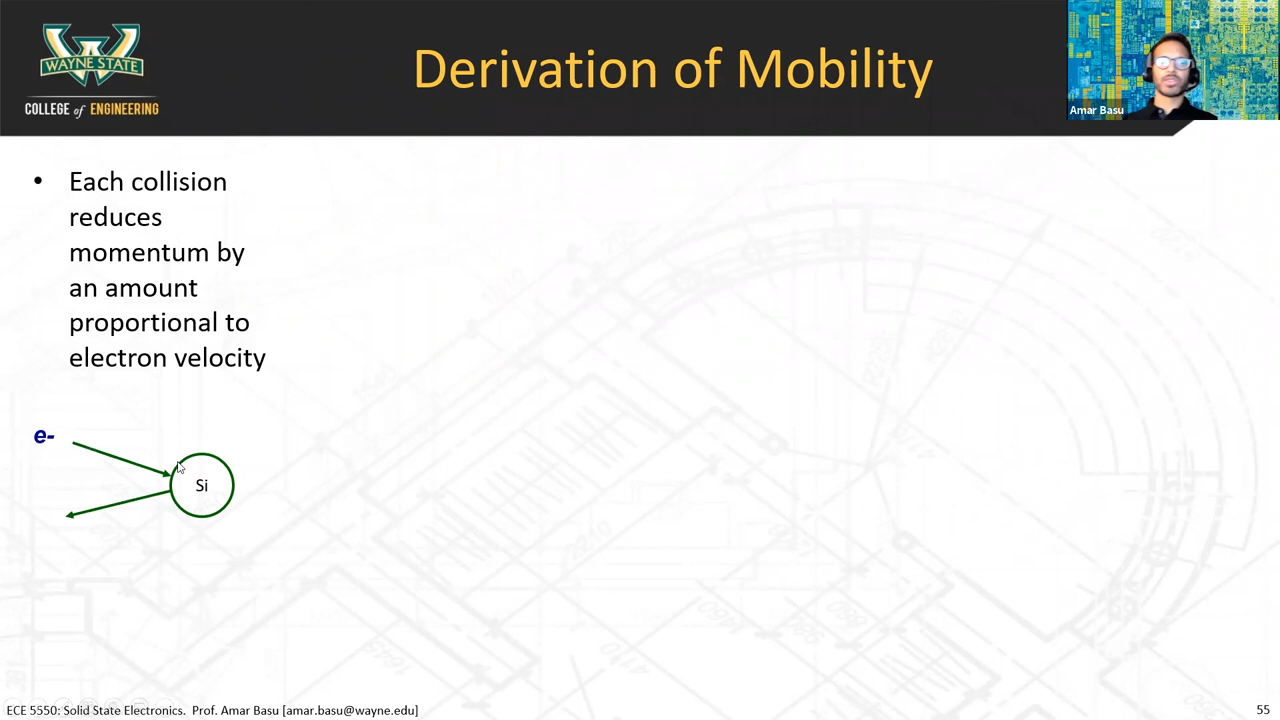 WAYNE STATE
COLLEGE of ENGINEERING
Derivation of Mobility
Amar Basu
• Each collision
reduces
momentum by
an amount
proportional to
electron velocity
e-
Si
ECE 5550: Solid State Electronics. Prof. Amar Basu [amar.basu@wayne.edu]
55